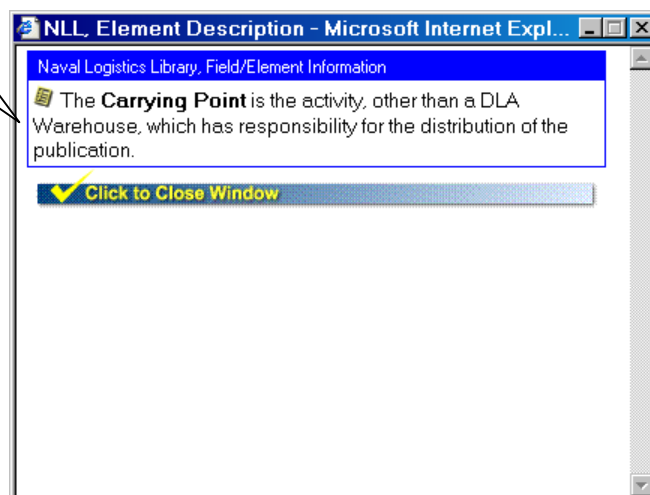 NLL, Element Description - Microsoft Internet Expl...
Naval Logistics Library, Field/Element Information
The Carrying Point is the activity, other than a DLA
Warehouse, which has responsibility for the distribution of the
publication.
Click to Close Window